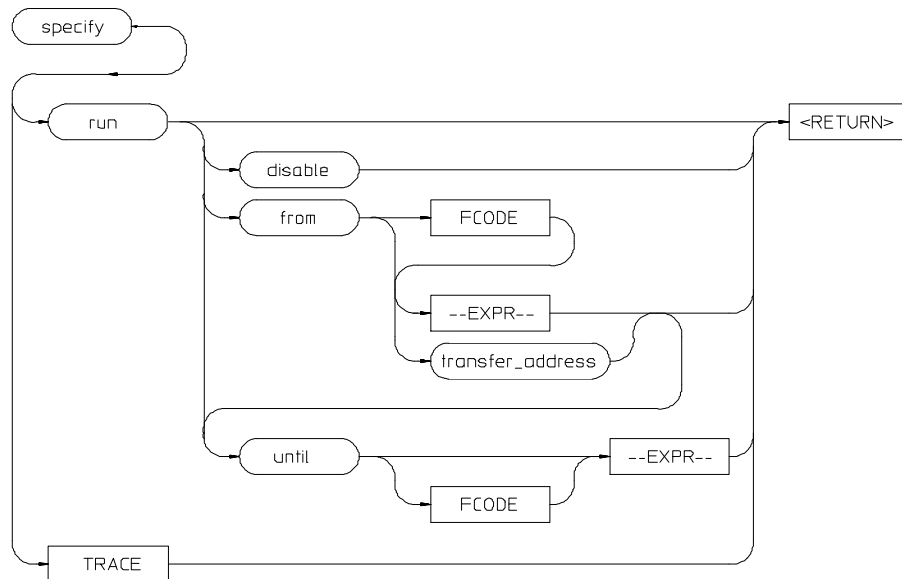 specify
run
<RETURN>
disable
from
FCODE
--EXPR--
transfer_address
until
--EXPR--
FCODE
TRACE